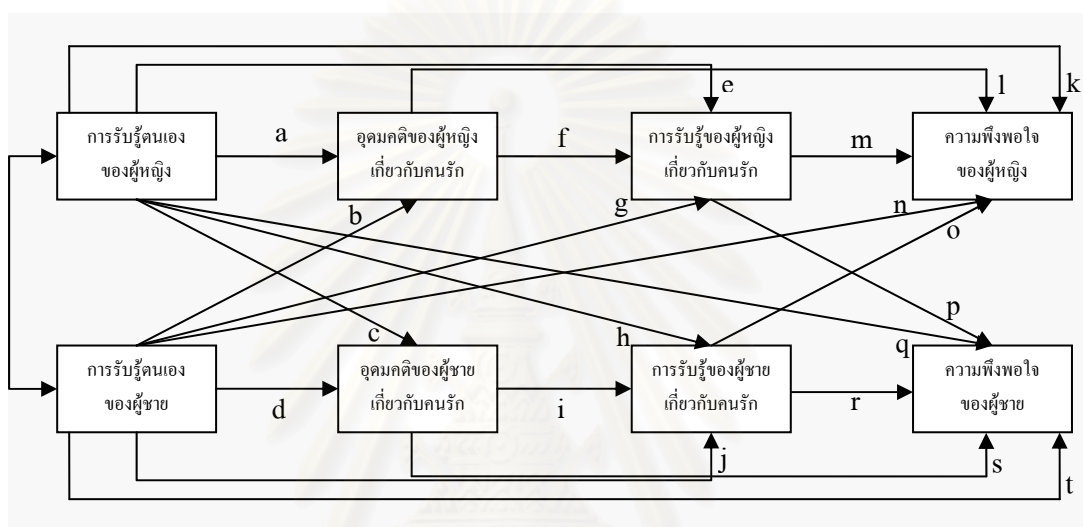 k
l
e
การรับรู้ตนเอง
ของผู้หญิง
a
อุดมคติของผู้หญิง
เกี่ยวกับคนรัก
f
การรับรู้ของผู้หญิง
เกี่ยวกับคนรัก
m
ความพึงพอใจ
ของผู้หญิง
b
g
n
o
c
h
p
q
การรับรู้ตนเอง
ของผู้ชาย
d
อุดมคติของผู้ชาย
เกี่ยวกับคนรัก
i
การรับรู้ของผู้ชาย
เกี่ยวกับคนรัก
r
ความพึงพอใจ
ของผู้ชาย
j
s
t